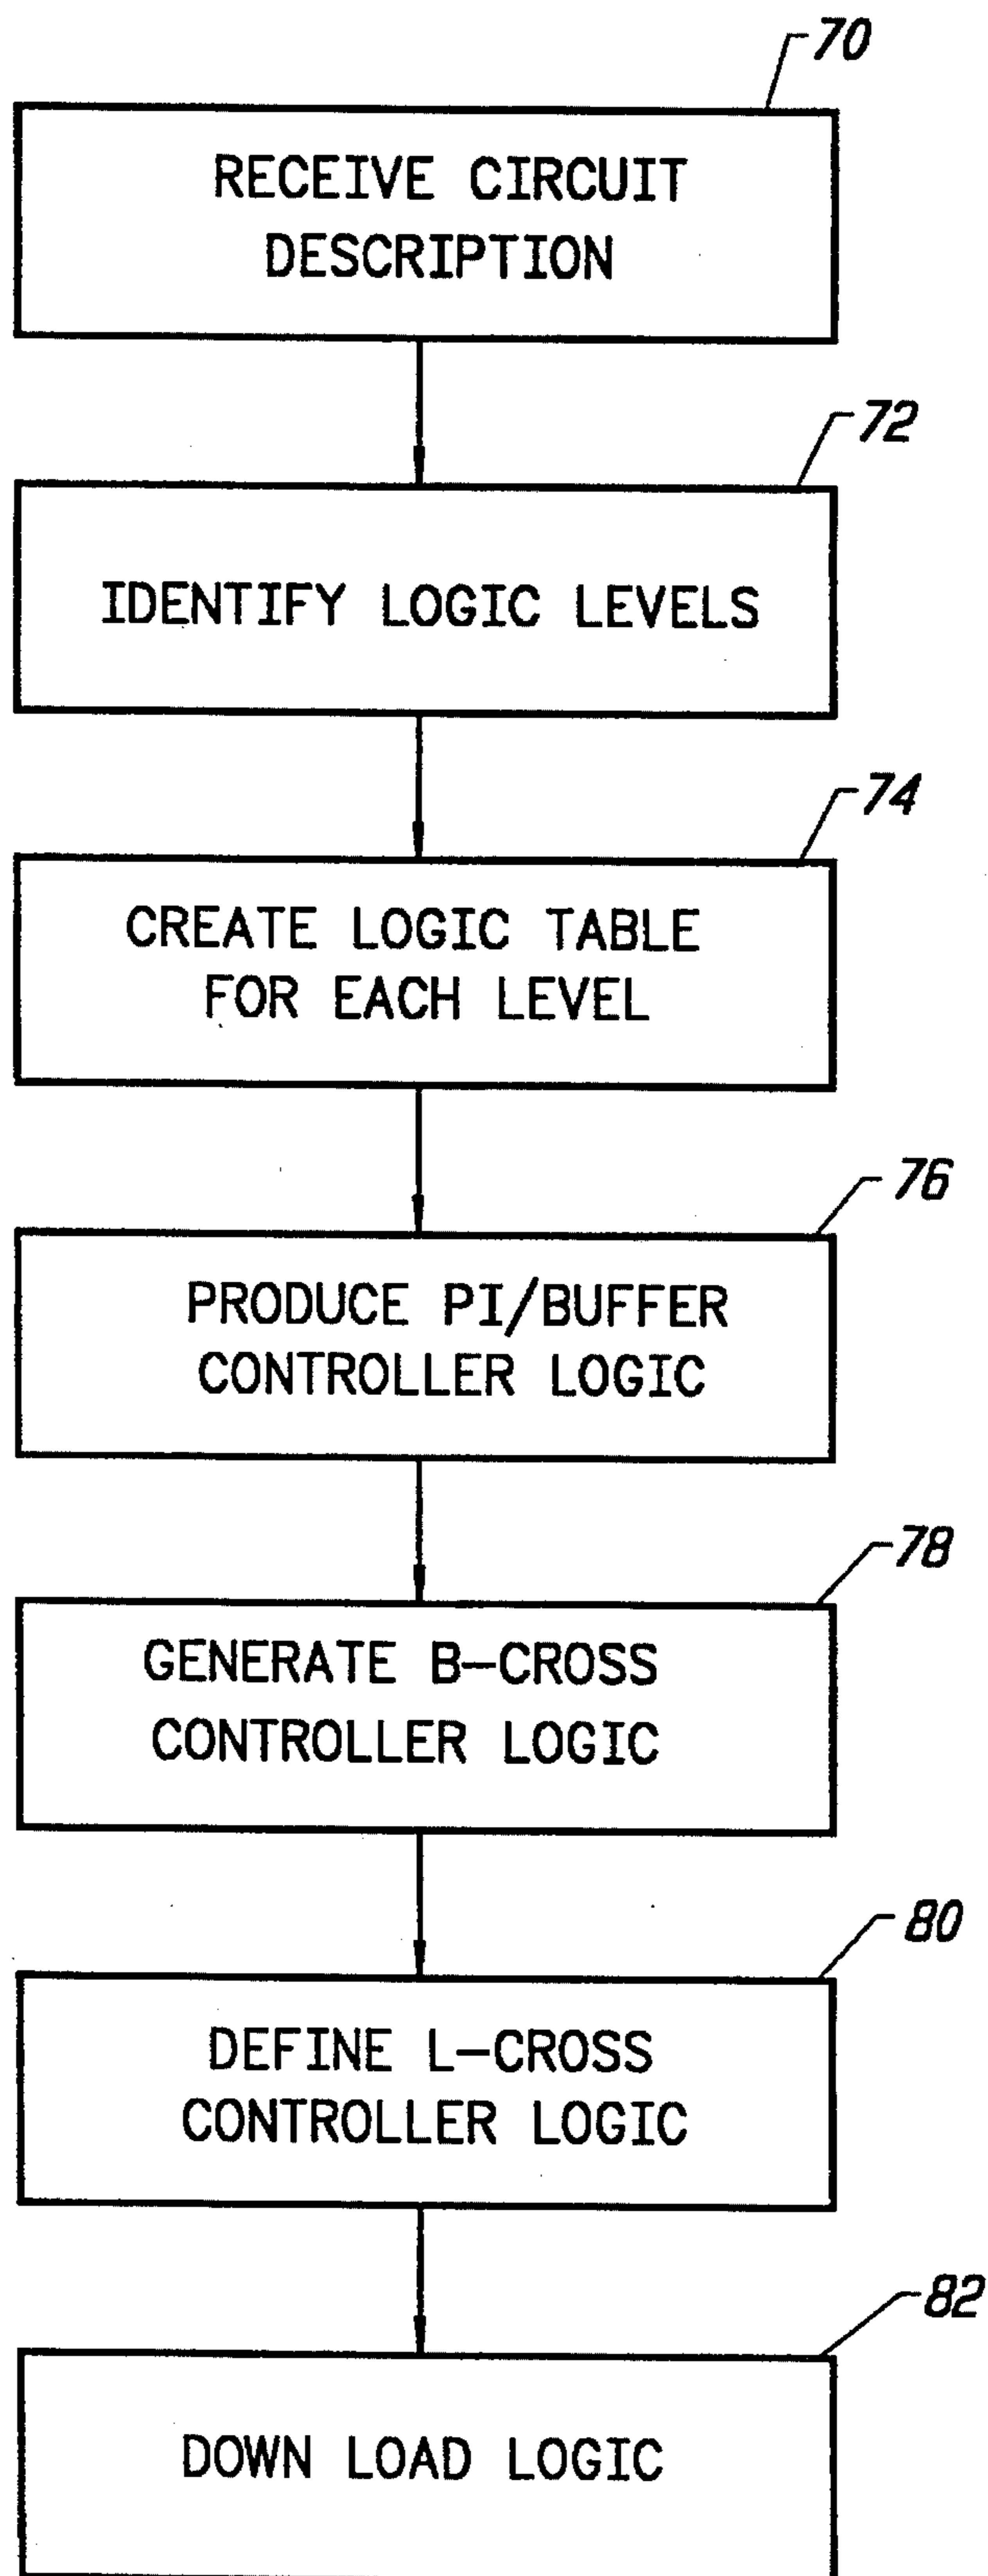 70
RECEIVE CIRCUIT
DESCRIPTION
72
IDENTIFY LOGIC LEVELS
74
CREATE LOGIC TABLE
FOR EACH LEVEL
76
PRODUCE PI/BUFFER
CONTROLLER LOGIC
78
GENERATE B-CROSS
CONTROLLER LOGIC
80
DEFINE L-CROSS
CONTROLLER LOGIC
82
DOWN LOAD LOGIC